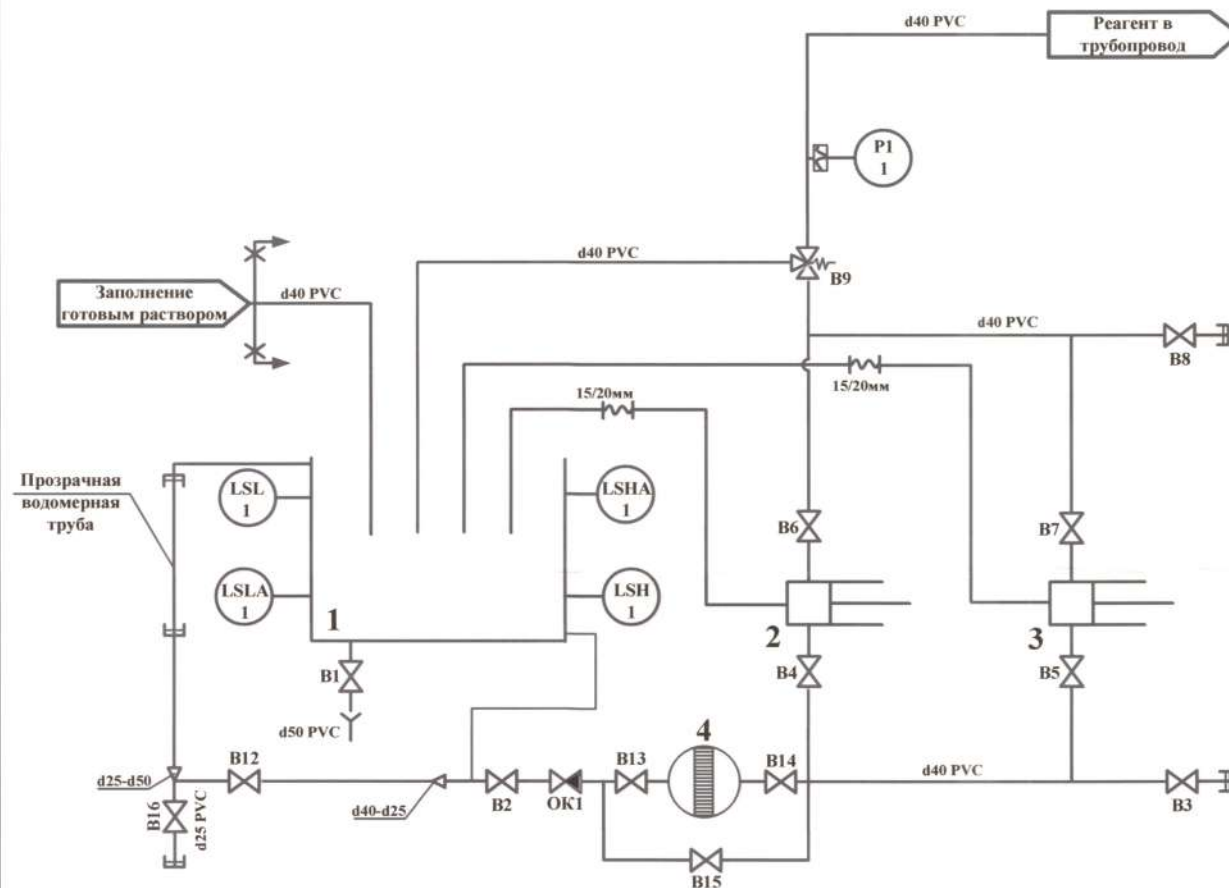 d40 PVC
Реагент в
трубопровод
P1
1
d40 PVC
B9
Заполнение
готовым раствором
d40 PVC
d40 PVC
B8
15/20мм
15/20мм
Прозрачная
водомерная
труба
LSL
1
LSHA
1
B6
B7
LSLA
1
LSH
1
1
2
3
B1
B4
B5
d50 PVC
4
B12
B13
B14
d40 PVC
d25-d50
B2
ОК1
B3
d40-d25
B16
d25 PVC
B15